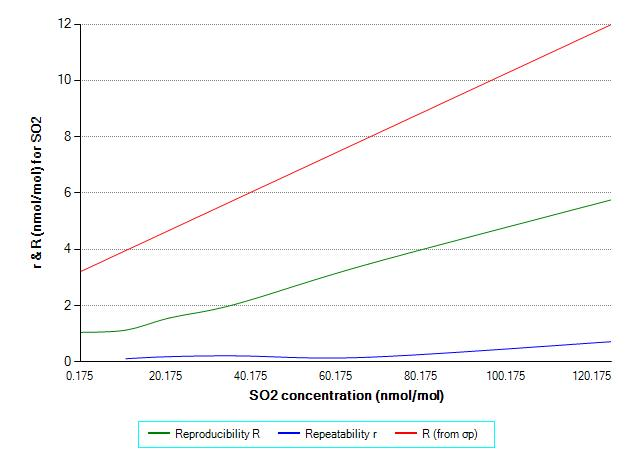 r & R (nmol/mol) for SO2
12
10
8
6
4
2
0
0.175 20.175 40.175 60.175 80.175 100.175 120.175
SO2 concentration (nmol/mol)
Reproducibility R Repeatability r R (from σp)